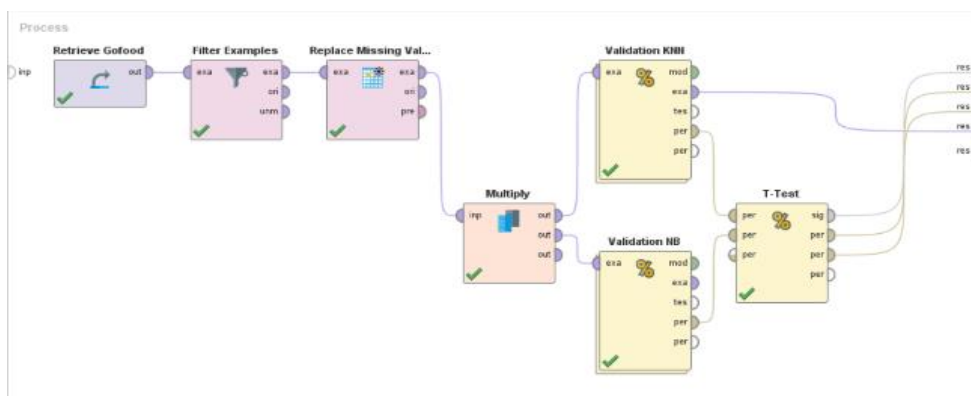 Process
inp
Retrieve Gofood
out
Filter Examples
exa
exa
ori
unm
Replace Missing Val...
exa
exa
ori
pre
Multiply
inp
out
out
out
Validation KNN
exa
mod
exa
tes
per
per
Validation NB
exa
mod
exa
tes
per
per
T-Test
per
per
per
sig
per
per
per
res
res
res
res
res